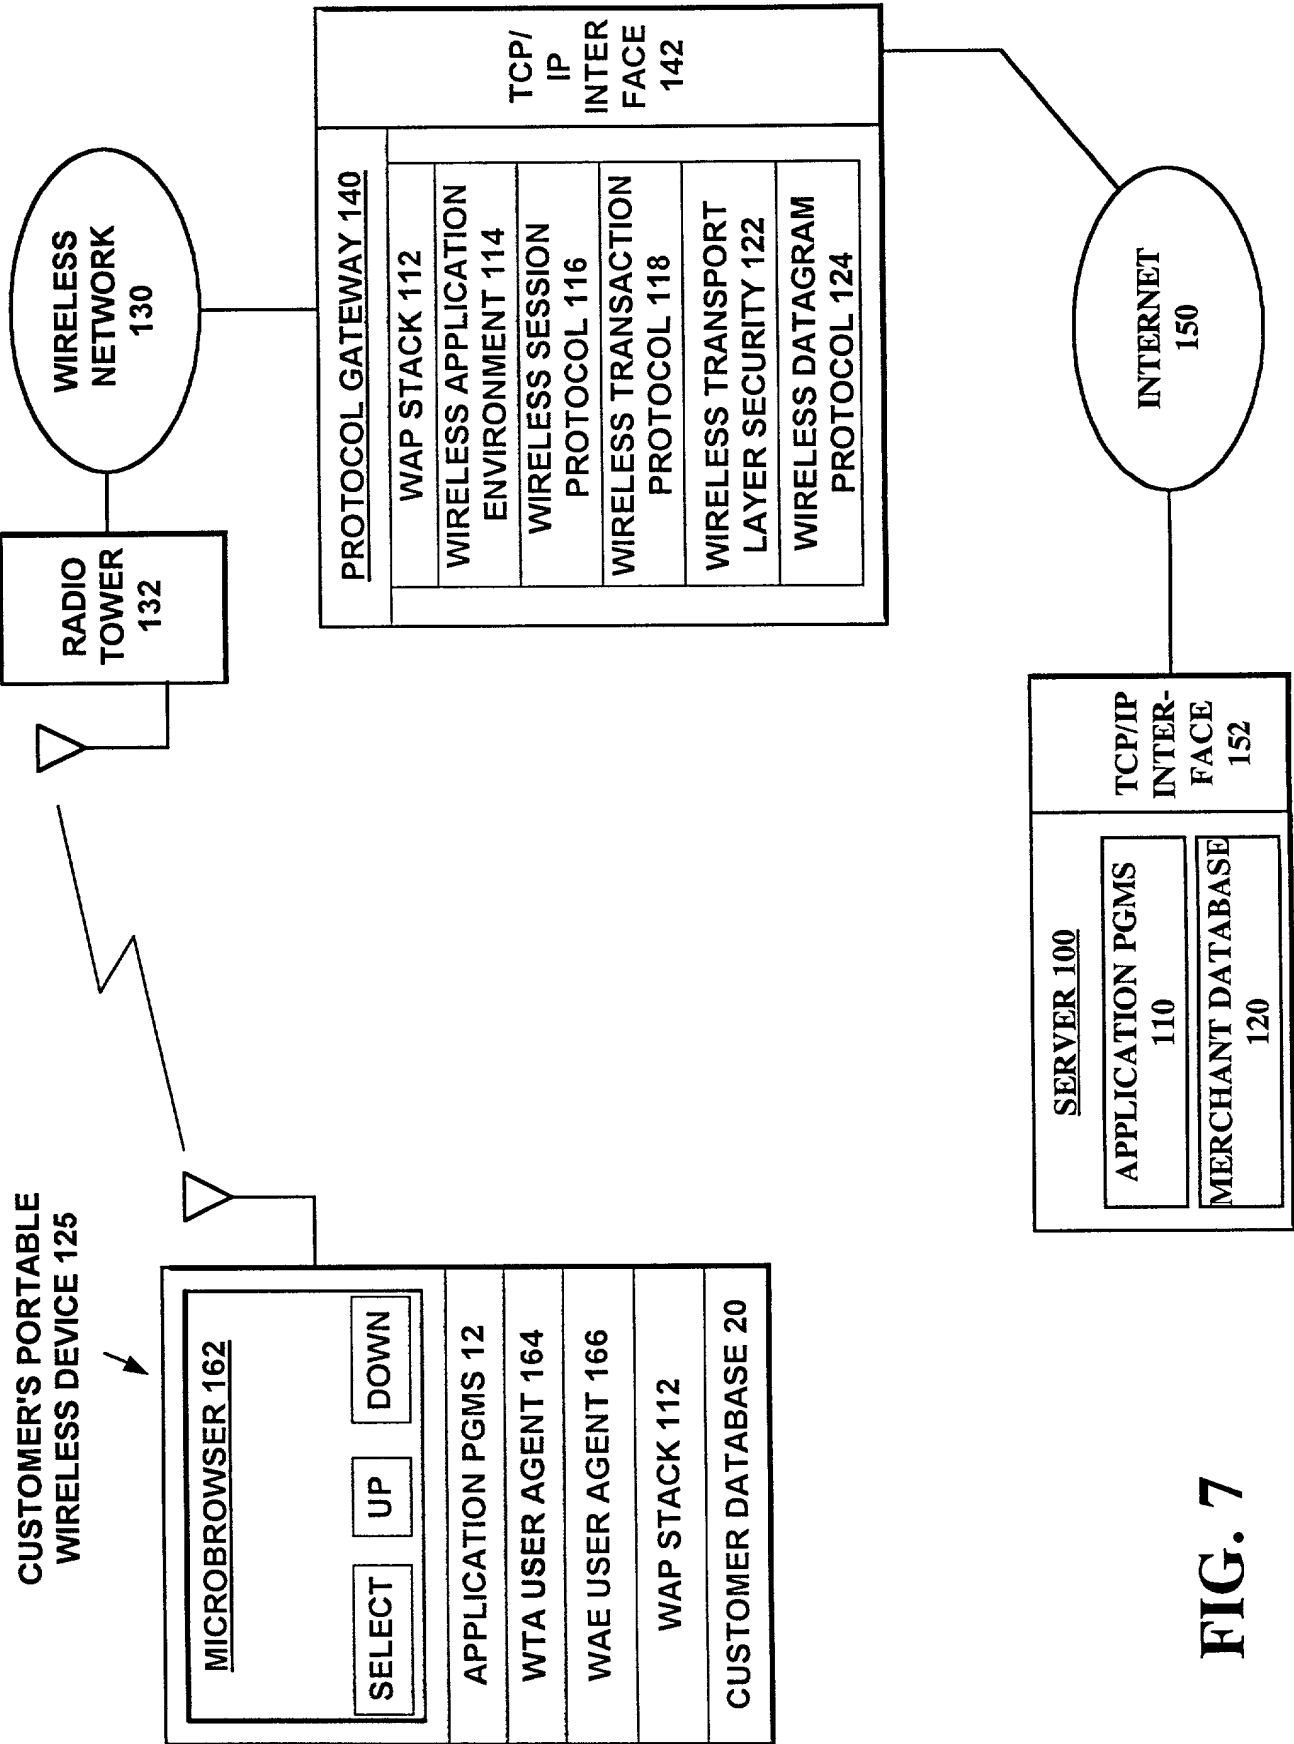 CUSTOMER'S PORTABLE
WIRELESS DEVICE 125
MICROBROWSER 162
SELECT
UP
DOWN
APPLICATION PGMS 12
WTA USER AGENT 164
WAE USER AGENT 166
WAP STACK 112
CUSTOMER DATABASE 20
RADIO
TOWER
132
WIRELESS
NETWORK
130
PROTOCOL GATEWAY 140
WAP STACK 112
WIRELESS APPLICATION
ENVIRONMENT 114
WIRELESS SESSION
PROTOCOL 116
WIRELESS TRANSACTION
PROTOCOL 118
WIRELESS TRANSPORT
LAYER SECURITY 122
WIRELESS DATAGRAM
PROTOCOL 124
TCP/
IP
INTER
FACE
142
SERVER 100
APPLICATION PGMS
110
MERCHANT DATABASE
120
TCP/IP
INTER-
FACE
152
INTERNET
150
FIG. 7